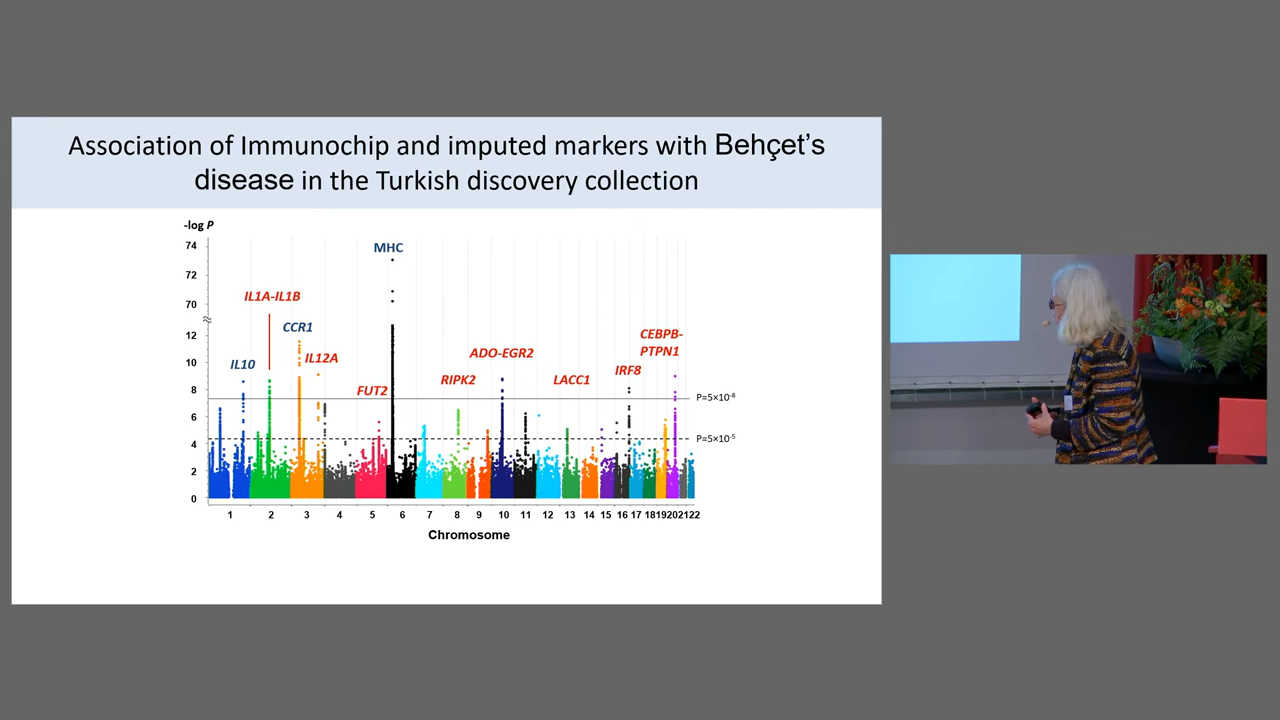 Association of Immunochip and imputed markers with Behçet's
disease in the Turkish discovery collection
-log P
74
72
70
12
10
8
6
4
2
0
MHC
IL1A-IL1B
CCR1
IL10
IL12A
FUT2
RIPK2
ADO-EGR2
LACC1
IRF8
CEBPB-
PTPN1
P=5×10-8
P=5×10-5
1 2 3 4 5 6 7 8 9 10 11 12 13 14 15 16 17 18 19 20 21 22
Chromosome